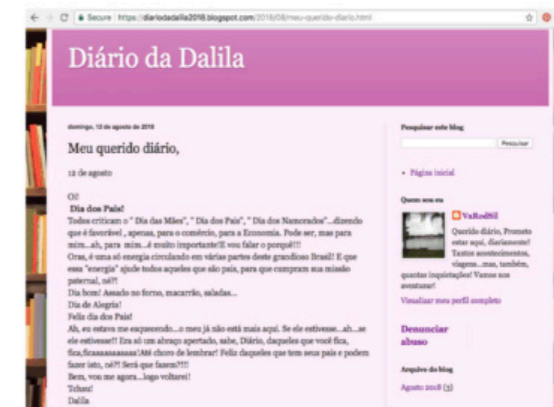 Secure | https://diariodadalila2018.blogspot.com/2018/08/meu-querido-diario.html
Diário da Dalila
domingo, 12 de agosto de 2018
Meu querido diário,
12 de agosto
Oi!
Dia dos Pais!
Todos criticam o " Dia das Mães", " Dia dos Pais", " Dia dos Namorados"...dizendo
que é favorável , apenas, para o comércio, para a Economia. Pode ser, mas para
mim...ah, para mim...é muito importante!E vou falar o porquê!!!
Oras, é uma só energia circulando em várias partes deste grandioso Brasil! E que
essa "energia" ajude todos aqueles que são pais, para que cumpram sua missão
paternal, né?!
Dia bom! Assado no forno, macarrão, saladas...
Dia de Alegria!
Feliz dia dos Pais!
Ah, eu estava me esquecendo...o meu já não está mais aqui. Se ele estivesse...ah...se
ele estivesse!! Era só um abraço apertado, sabe, Diário, daqueles que você fica,
fica,ficaaaaaaaaaa!Até choro de lembrar! Feliz daqueles que tem seus pais e podem
fazer isto, né?! Será que fazem?!!!
Bem, vou me agora...logo voltarei!
Tchau!
Dalila
Pesquisar este blog
Pesquisar
Página inicial
Quem sou eu
VaRodSil
Querido diário, Prometo
estar aqui, diariamente!
Tantos acontecimentos,
viagens...mas, também,
quantas inquietações! Vamos nos
aventurar!
Visualizar meu perfil completo
Denunciar
abuso
Arquivo do blog
Agosto 2018 (3)